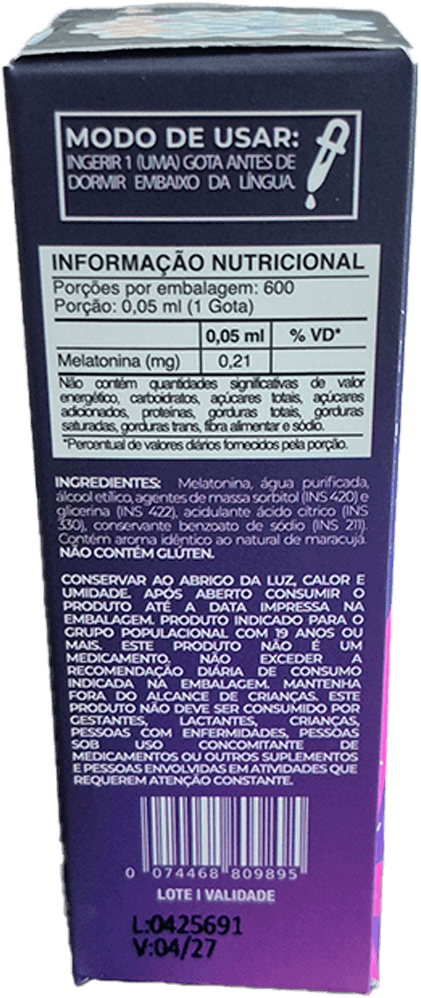 MODO DE USAR:
INGERIR 1 (UMA) GOTA ANTES DE
DORMIR EMBAIXO DA LÍNGUA.
INFORMAÇÃO NUTRICIONAL
Porções por embalagem: 600
Porção: 0,05 ml (1 Gota)
0,05 ml % VD*
Melatonina (mg) 0,21
Não contém quantidades significativas de valor
energético, carboidratos, açúcares totais, açúcares
adicionados, proteínas, gorduras totais, gorduras
saturadas, gorduras trans, fibra alimentar e sódio.
*Percentual de valores diários fornecidos pela porção.
INGREDIENTES: Melatonina, água purificada,
álcool etílico, agentes de massa sorbitol (INS 420) e
glicerina (INS 422), acidulante ácido cítrico (INS
330), conservante benzoato de sódio (INS 211).
Contém aroma idêntico ao natural de maracujá.
NÃO CONTÉM GLÚTEN.
CONSERVAR AO ABRIGO DA LUZ, CALOR E
UMIDADE. APÓS ABERTO CONSUMIR O
PRODUTO ATÉ A DATA IMPRESSA NA
EMBALAGEM. PRODUTO INDICADO PARA O
GRUPO POPULACIONAL COM 19 ANOS OU
MAIS. ESTE PRODUTO NÃO É UM
MEDICAMENTO. NÃO EXCEDER A
RECOMENDAÇÃO DIÁRIA DE CONSUMO
INDICADA NA EMBALAGEM. MANTENHA
FORA DO ALCANCE DE CRIANÇAS. ESTE
PRODUTO NÃO DEVE SER CONSUMIDO POR
GESTANTES, LACTANTES, CRIANÇAS,
PESSOAS COM ENFERMIDADES, PESSOAS
SOB USO CONCOMITANTE DE
MEDICAMENTOS OU OUTROS SUPLEMENTOS
E PESSOAS ENVOLVIDAS EM ATIVIDADES QUE
REQUEREM ATENÇÃO CONSTANTE.
0 074468 809895
LOTE I VALIDADE
L:0425691
V:04/27